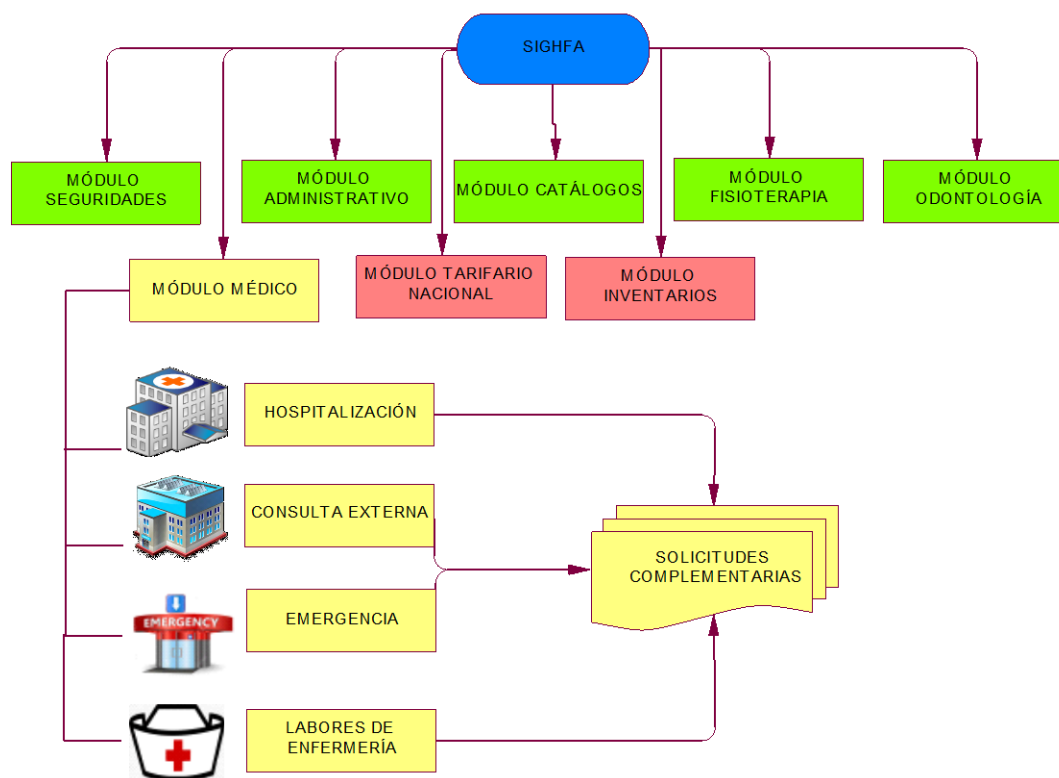 SIGHFA
MÓDULO
SEGURIDADES
MÓDULO
ADMINISTRATIVO
MÓDULO CATÁLOGOS
MÓDULO
FISIOTERAPIA
MÓDULO
ODONTOLOGÍA
MÓDULO MÉDICO
MÓDULO TARIFARIO
NACIONAL
MÓDULO
INVENTARIOS
HOSPITALIZACIÓN
CONSULTA EXTERNA
SOLICITUDES
COMPLEMENTARIAS
EMERGENCY
EMERGENCIA
LABORES DE
ENFERMERÍA